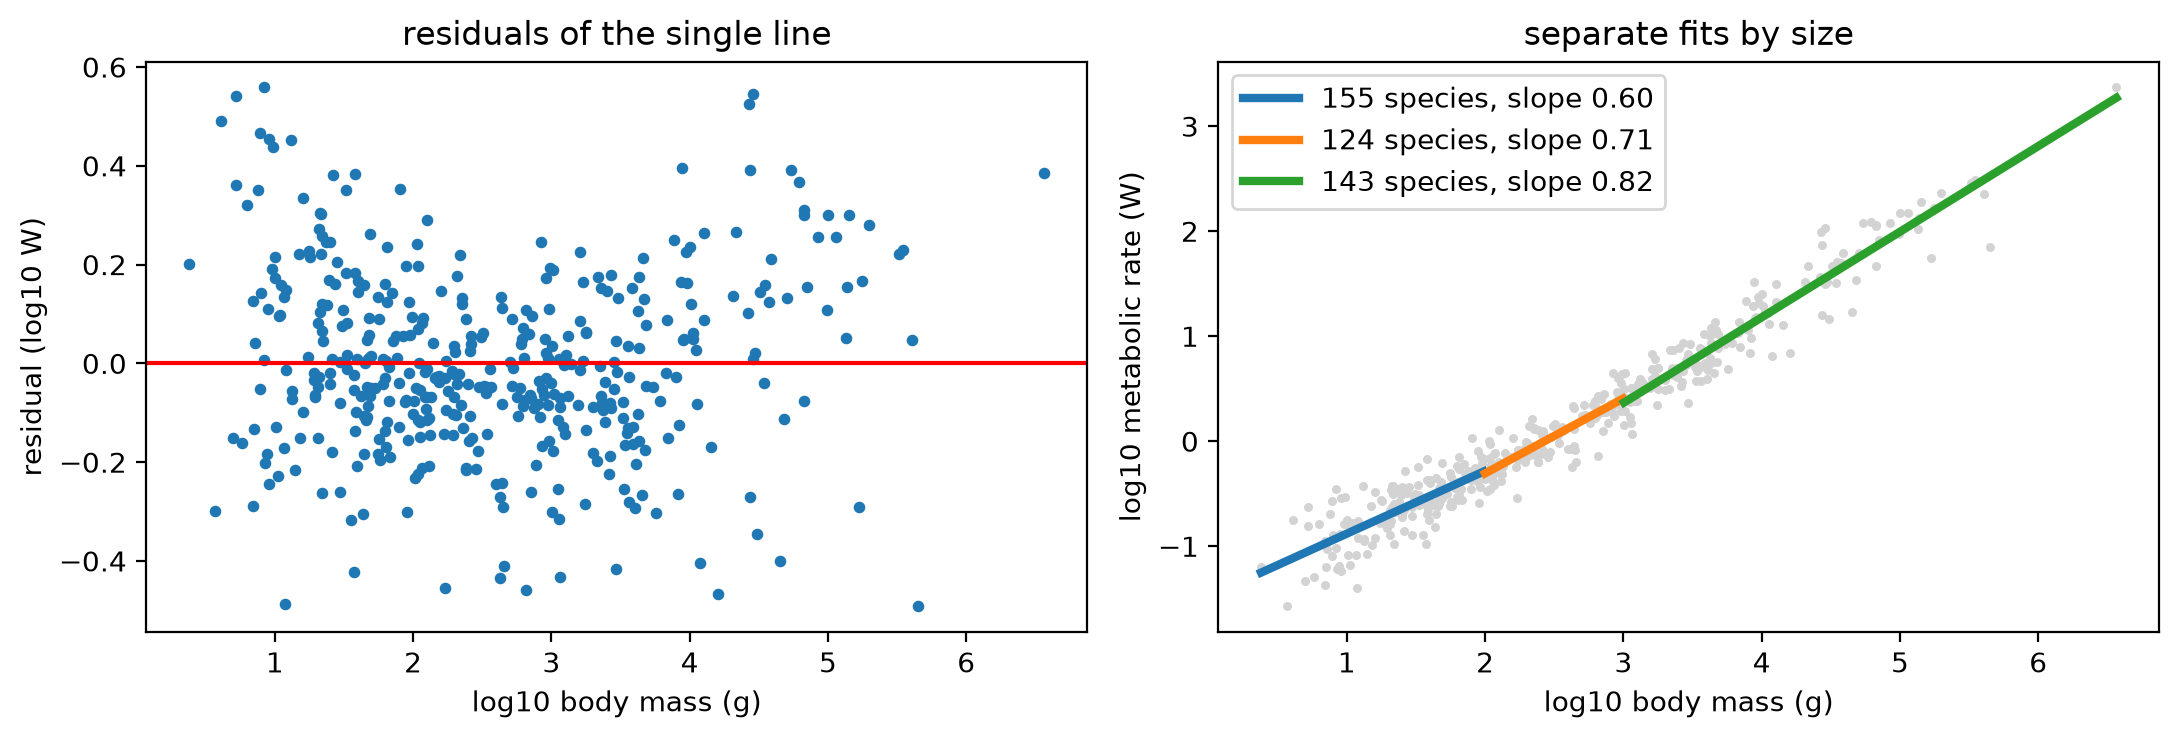 residuals of the single line
0.6
0.4
0.2
0.0
−0.2
−0.4
residual (log10 W)
1 2 3 4 5 6
log10 body mass (g)
separate fits by size
155 species, slope 0.60
124 species, slope 0.71
143 species, slope 0.82
3
2
1
0
−1
log10 metabolic rate (W)
1 2 3 4 5 6
log10 body mass (g)